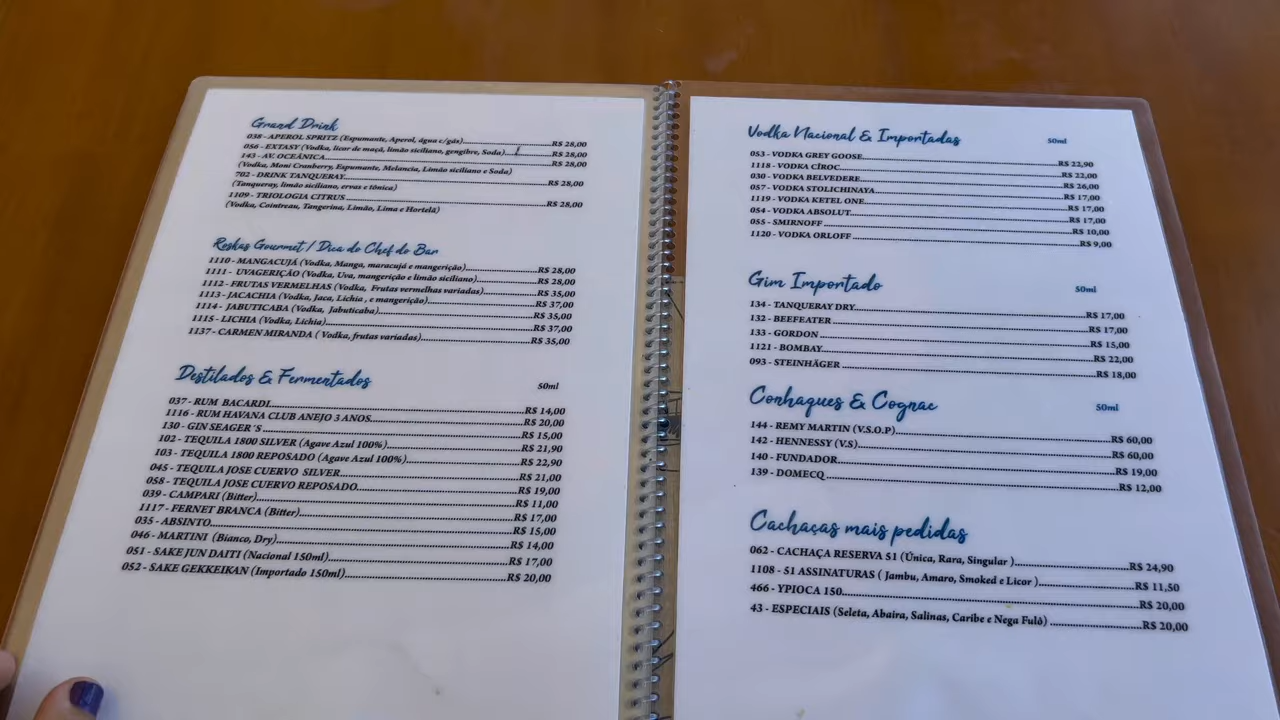 Grand Drink
038 - APEROL SPRITZ (Espumante, Aperol, água c/gás)....................R$ 28,00
056 - EXTASY (Vodka, licor de maçã, limão siciliano, gengibre, Soda)....................R$ 28,00
143 - AV. OCEÂNICA....................R$ 28,00
(Vodka, Moni Cranberry, Espumante, Melancia, Limão siciliano e Soda)
702 - DRINK TANQUERAY....................R$ 28,00
(Tanqueray, limão siciliano, ervas e tônica)
1109 - TRIOLOGIA CITRUS....................R$ 28,00
(Vodka, Cointreau, Tangerina, Limão, Lima e Hortelã)
Roskas Gourmet / Dica do Chef do Bar
1110 - MANGACUJÁ (Vodka, Manga, maracujá e mangerição)....................R$ 28,00
1111 - UVAGERIÇÃO (Vodka, Uva, mangerição e limão siciliano)....................R$ 28,00
1112 - FRUTAS VERMELHAS (Vodka, Frutas vermelhas variadas)....................R$ 35,00
1113 - JACACHIA (Vodka, Jaca, Lichia , e mangerição)....................R$ 37,00
1114 - JABUTICABA (Vodka, Jabuticaba)....................R$ 35,00
1115 - LICHIA (Vodka, Lichia)....................R$ 37,00
1137 - CARMEN MIRANDA ( Vodka, frutas variadas)....................R$ 35,00
Destilados & Fermentados 50ml
037 - RUM BACARDI....................R$ 14,00
1116 - RUM HAVANA CLUB ANEJO 3 ANOS....................R$ 20,00
130 - GIN SEAGER´S ....................R$ 15,00
102 - TEQUILA 1800 SILVER (Agave Azul 100%)....................R$ 21,90
103 - TEQUILA 1800 REPOSADO (Agave Azul 100%)....................R$ 22,90
045 - TEQUILA JOSE CUERVO SILVER....................R$ 21,00
058 - TEQUILA JOSE CUERVO REPOSADO....................R$ 19,00
039 - CAMPARI (Bitter)....................R$ 11,00
1117 - FERNET BRANCA (Bitter)....................R$ 17,00
035 - ABSINTO....................R$ 15,00
046 - MARTINI (Bianco, Dry)....................R$ 14,00
051 - SAKE JUN DAITI (Nacional 150ml)....................R$ 17,00
052 - SAKE GEKKEIKAN (Importado 150ml)....................R$ 20,00
Vodka Nacional & Importadas 50ml
053 - VODKA GREY GOOSE....................R$ 22,90
1118 - VODKA CÎROC....................R$ 22,00
030 - VODKA BELVEDERE....................R$ 26,00
057 - VODKA STOLICHINAYA....................R$ 17,00
1119 - VODKA KETEL ONE....................R$ 17,00
054 - VODKA ABSOLUT....................R$ 17,00
055 - SMIRNOFF ....................R$ 10,00
1120 - VODKA ORLOFF ....................R$ 9,00
Gim Importado 50ml
134 - TANQUERAY DRY....................R$ 17,00
132 - BEEFEATER ....................R$ 17,00
133 - GORDON ....................R$ 15,00
1121 - BOMBAY....................R$ 22,00
093 - STEINHÄGER ....................R$ 18,00
Conhaques & Cognac 50ml
144 - REMY MARTIN (V.S.O.P)....................R$ 60,00
142 - HENNESSY (V.S)....................R$ 60,00
140 - FUNDADOR....................R$ 19,00
139 - DOMECQ....................R$ 12,00
Cachaças mais pedidas
062 - CACHAÇA RESERVA 51 (Única, Rara, Singular )....................R$ 24,90
1108 - 51 ASSINATURAS ( Jambu, Amaro, Smoked e Licor )....................R$ 11,50
466 - YPIOCA 150....................R$ 20,00
43 - ESPECIAIS (Seleta, Abaira, Salinas, Caribe e Nega Fulô) ....................R$ 20,00